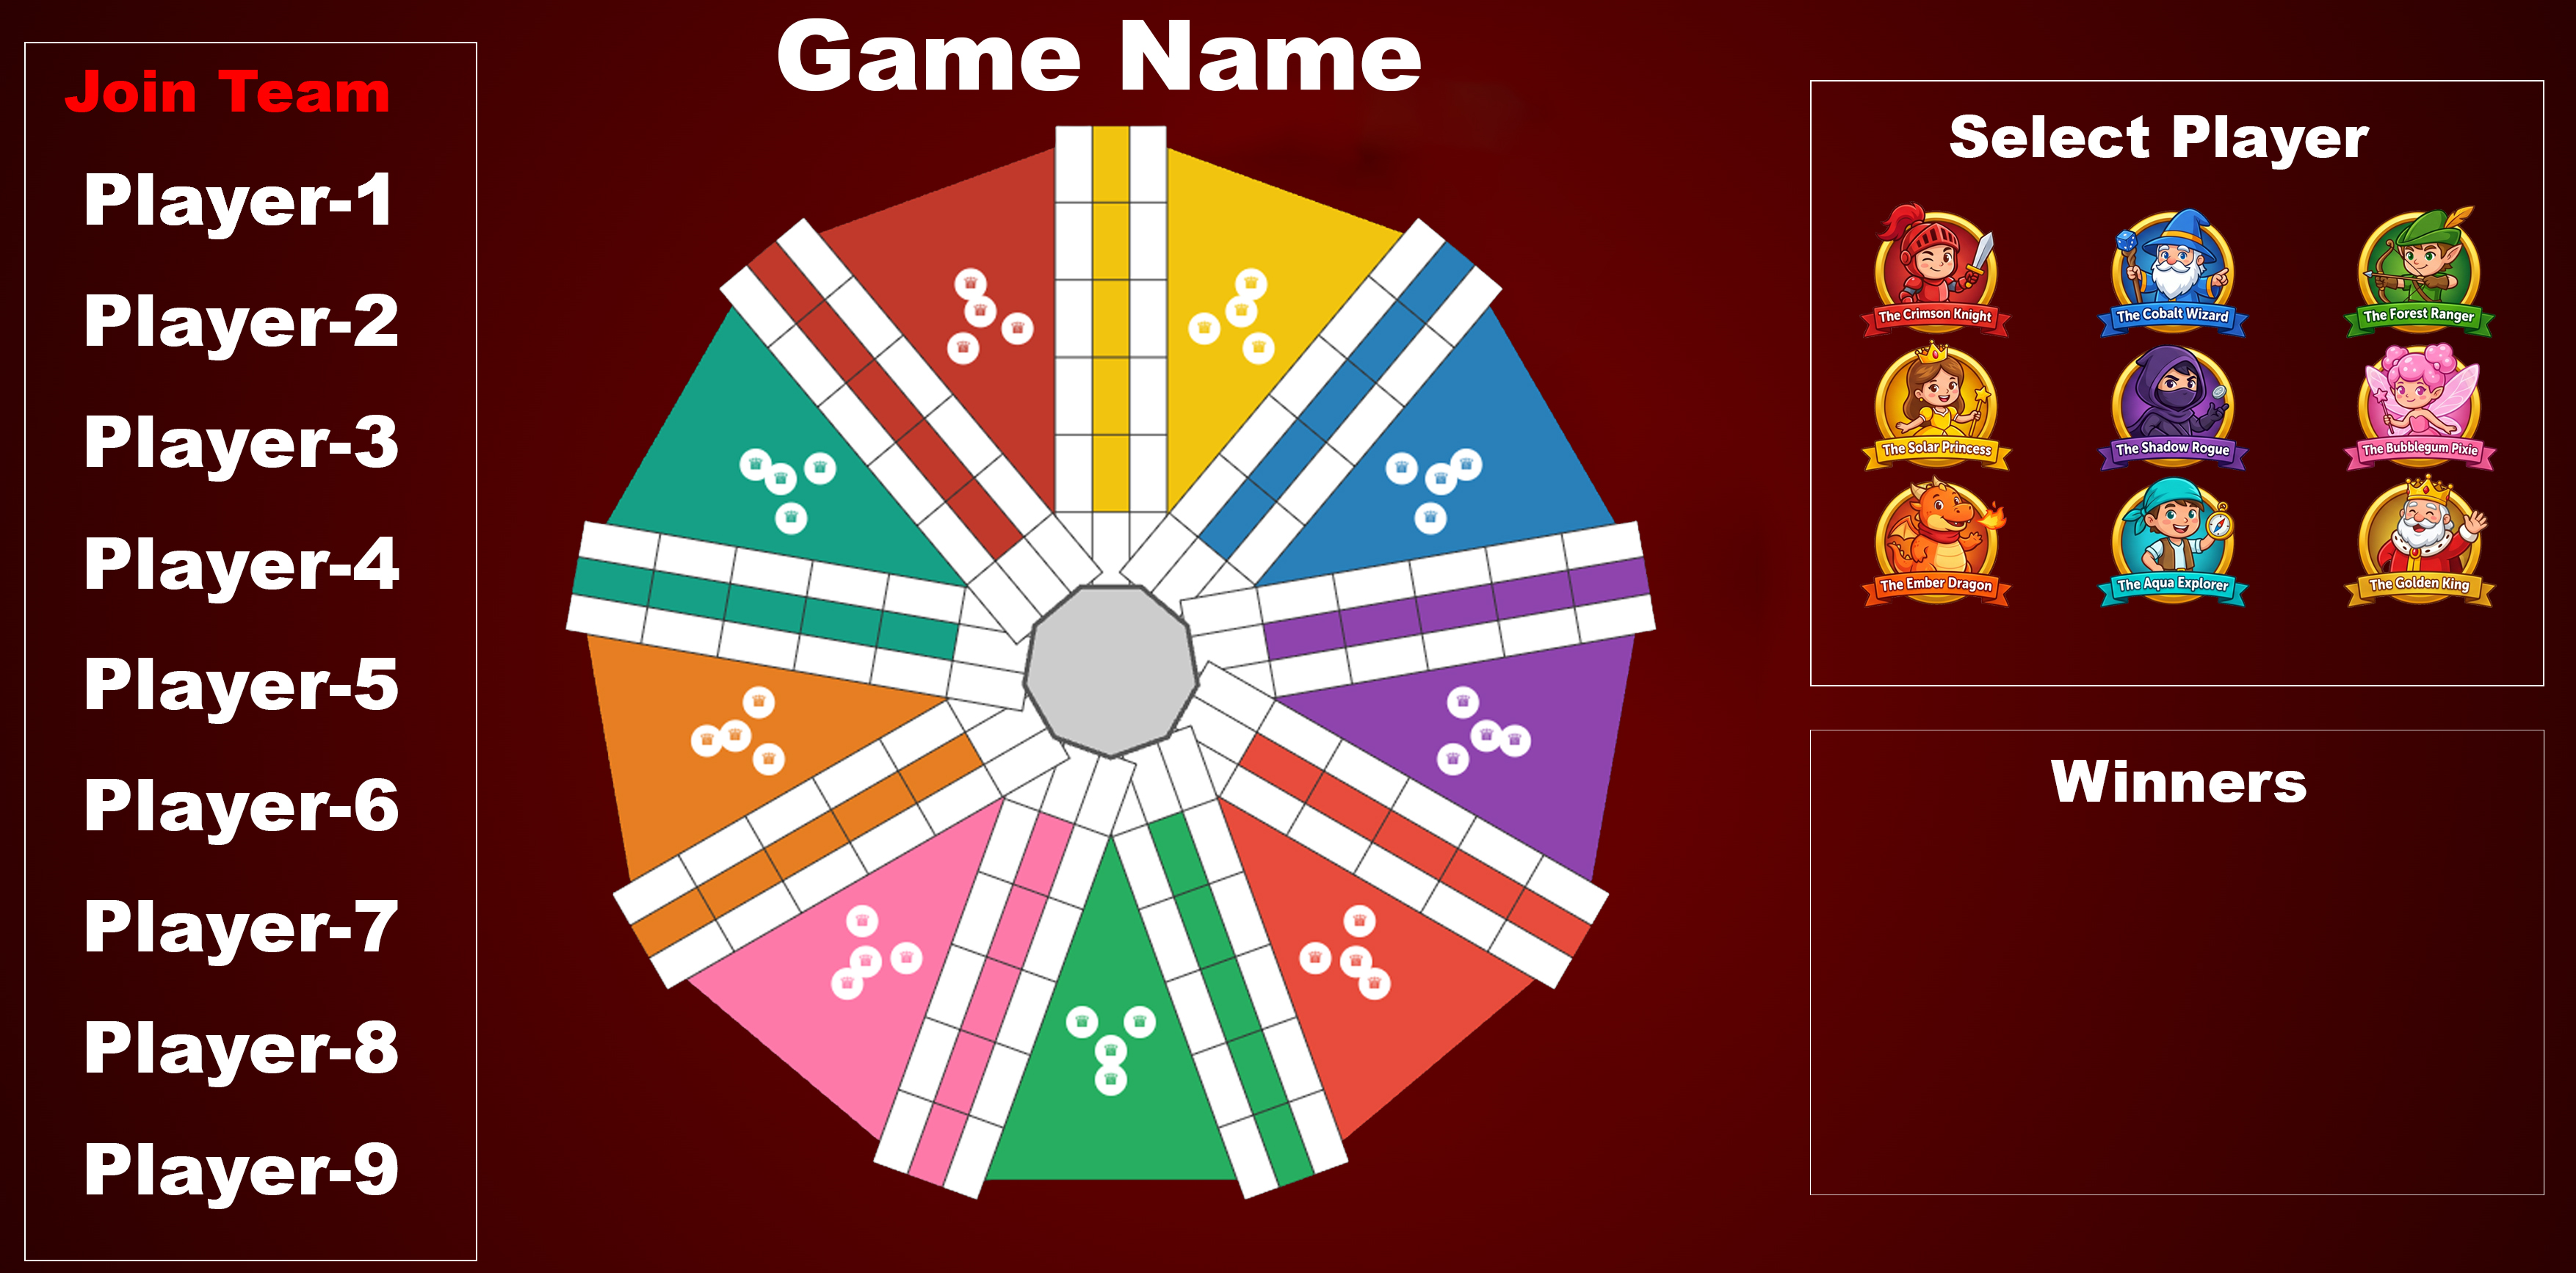 Game Name
Join Team
Player-1
Player-2
Player-3
Player-4
Player-5
Player-6
Player-7
Player-8
Player-9
Select Player
The Crimson Knight
The Cobalt Wizard
The Forest Ranger
The Solar Princess
The Shadow Rogue
The Bubblegum Pixie
The Ember Dragon
The Aqua Explorer
The Golden King
Winners